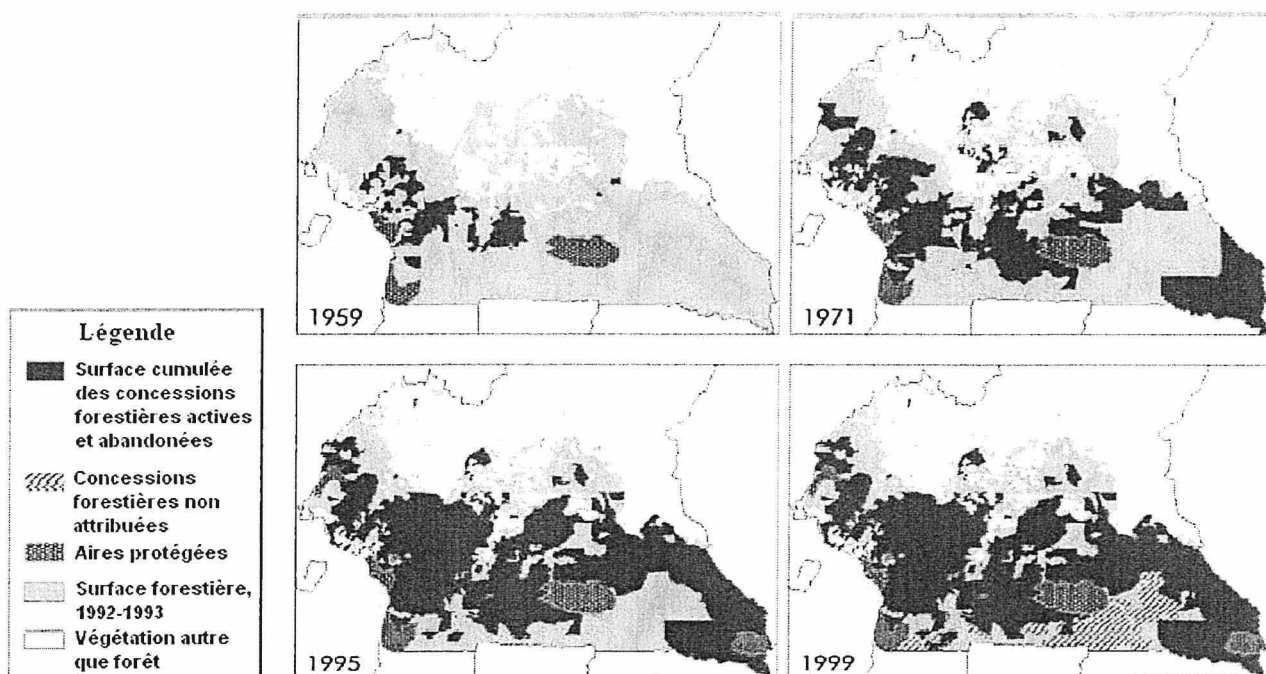 1959
1971
Légende
Surface cumulée
des concessions
forestières actives
et abandonées
Concessions
forestières non
attribuées
Aires protégées
Surface forestière,
1992-1993
Végétation autre
que forêt
1995
1999